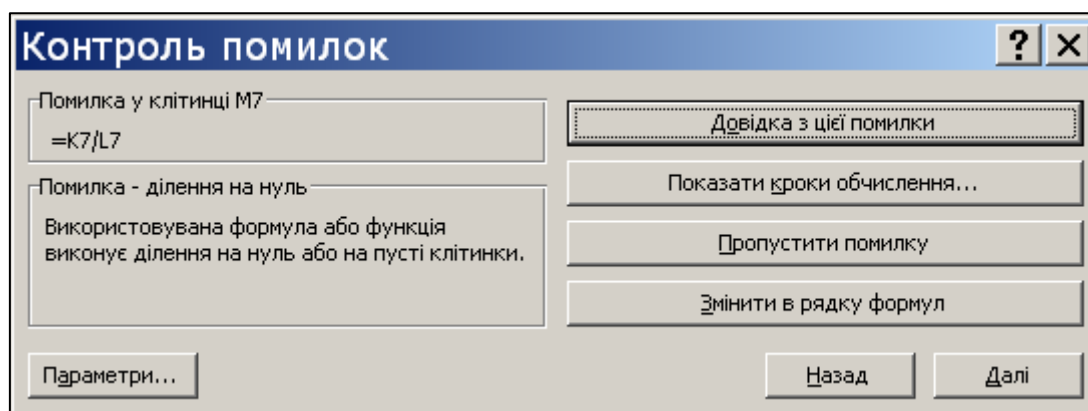 Контроль помилок
Помилка у клітинці M7
=K7/L7
Помилка - ділення на нуль
Використовувана формула або функція
виконує ділення на нуль або на пусті клітинки.
Довідка з цієї помилки
Показати кроки обчислення...
Пропустити помилку
Змінити в рядку формул
Параметри...
Назад
Далі